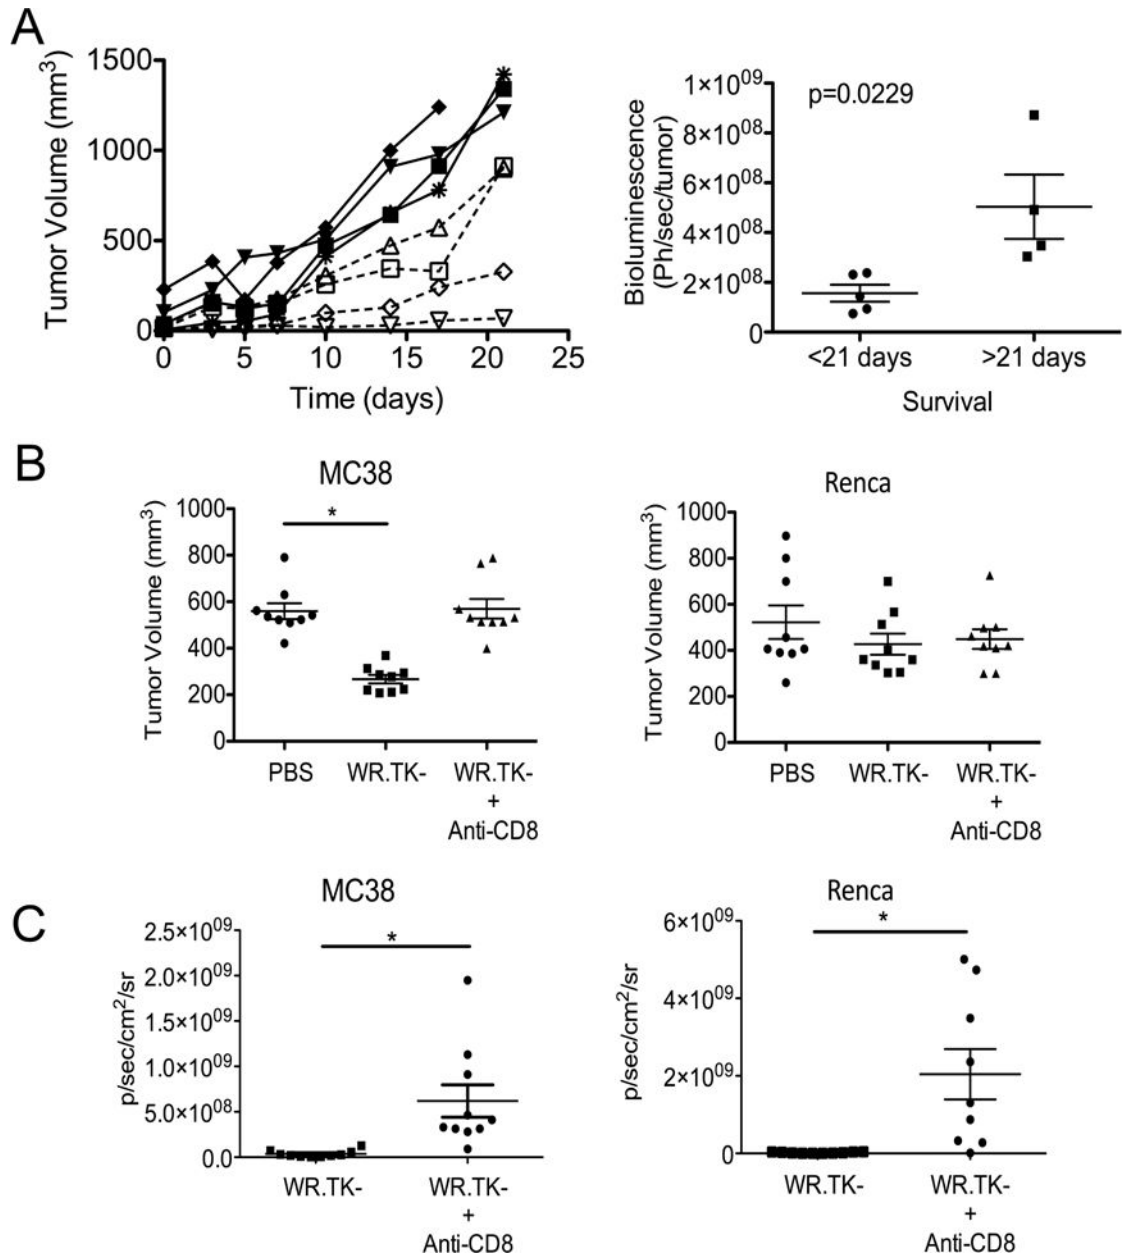 A
Tumor Volume (mm3)
1500
1000
500
0
0 5 10 15 20 25
Time (days)
Bioluminescence
(Ph/sec/tumor)
p=0.0229
1×10^09
8×10^08
6×10^08
4×10^08
2×10^08
0
<21 days >21 days
Survival
B
MC38
Tumor Volume (mm3)
1000
800
600
400
200
0
*
PBS WR.TK- WR.TK-
+
Anti-CD8
Renca
Tumor Volume (mm3)
1000
800
600
400
200
0
PBS WR.TK- WR.TK-
+
Anti-CD8
C
MC38
p/sec/cm2/sr
2.5×10^09
2.0×10^09
1.5×10^09
1.0×10^09
5.0×10^08
0.0
*
WR.TK- WR.TK-
+
Anti-CD8
Renca
p/sec/cm2/sr
6×10^09
4×10^09
2×10^09
0
*
WR.TK- WR.TK-
+
Anti-CD8